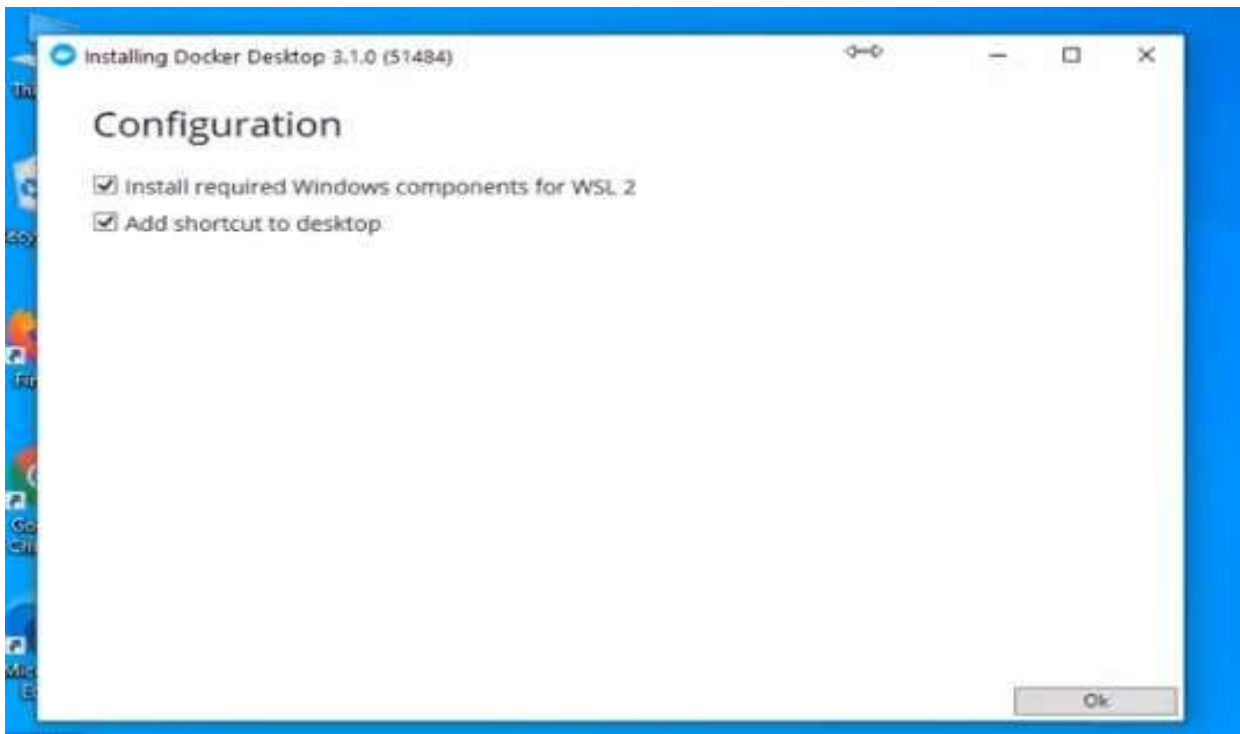 Installing Docker Desktop 3.1.0 (51484)
Configuration
Install required Windows components for WSL 2
Add shortcut to desktop
Ok